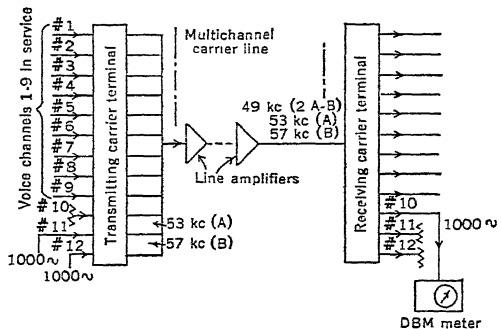 Voice channels 1-9 in service
#1
#2
#3
#4
#5
#6
#7
#8
#9
#10
#11
#12
1000~
1000~
Transmitting carrier terminal
53 kc (A)
57 kc (B)
Multichannel
carrier line
Line amplifiers
49 kc (2 A-B)
53 kc (A)
57 kc (B)
Receiving carrier terminal
#10
#11
#12
1000~
DBM meter